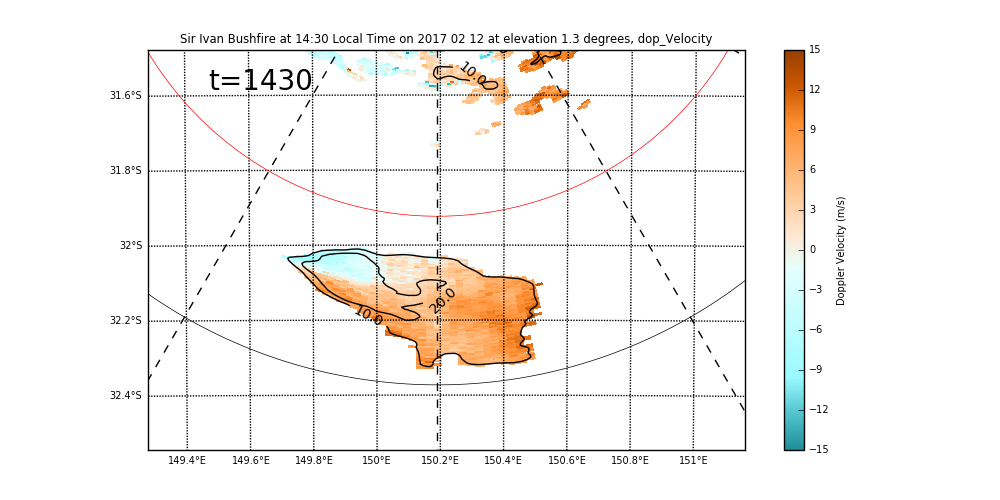 Sir Ivan Bushfire at 14:30 Local Time on 2017 02 12 at elevation 1.3 degrees, dop_Velocity
t=1430
10.0
20.0
10.0
31.6°S
31.8°S
32°S
32.2°S
32.4°S
149.4°E 149.6°E 149.8°E 150°E 150.2°E 150.4°E 150.6°E 150.8°E 151°E
15
12
9
6
3
0
−3
−6
−9
−12
−15
Doppler Velocity (m/s)